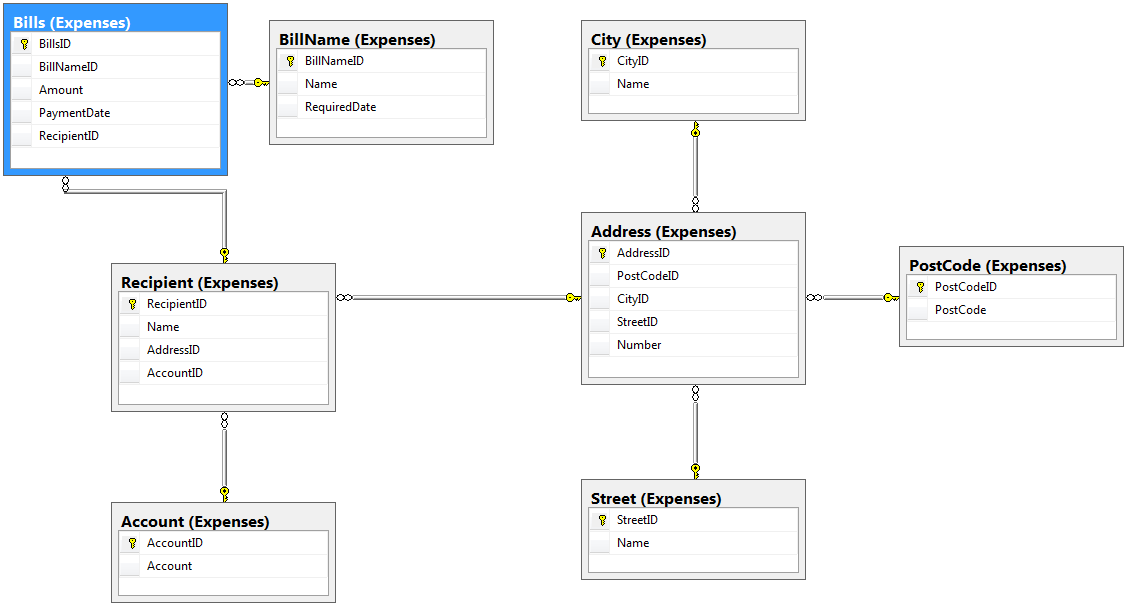 Bills (Expenses)
BillsID
BillNameID
Amount
PaymentDate
RecipientID
BillName (Expenses)
BillNameID
Name
RequiredDate
City (Expenses)
CityID
Name
Recipient (Expenses)
RecipientID
Name
AddressID
AccountID
Address (Expenses)
AddressID
PostCodeID
CityID
StreetID
Number
PostCode (Expenses)
PostCodeID
PostCode
Account (Expenses)
AccountID
Account
Street (Expenses)
StreetID
Name